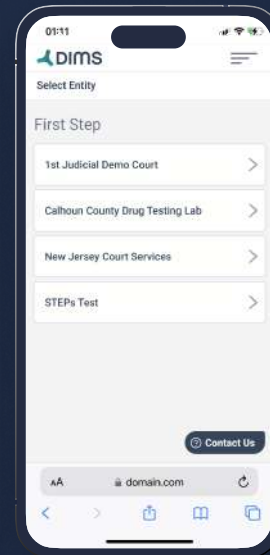 01:11
DIMS
Select Entity
First Step
1st Judicial Demo Court
Calhoun County Drug Testing Lab
New Jersey Court Services
STEPs Test
Contact Us
AA
domain.com